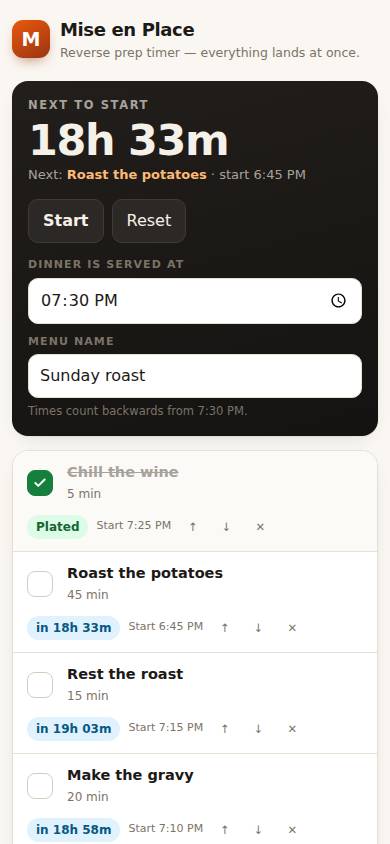 M
Mise en Place
Reverse prep timer — everything lands at once.
NEXT TO START
18h 33m
Next: Roast the potatoes · start 6:45 PM
Start
Reset
DINNER IS SERVED AT
07:30 PM
MENU NAME
Sunday roast
Times count backwards from 7:30 PM.
Chill the wine
5 min
Plated Start 7:25 PM ↑ ↓ ×
Roast the potatoes
45 min
in 18h 33m Start 6:45 PM ↑ ↓ ×
Rest the roast
15 min
in 19h 03m Start 7:15 PM ↑ ↓ ×
Make the gravy
20 min
in 18h 58m Start 7:10 PM ↑ ↓ ×